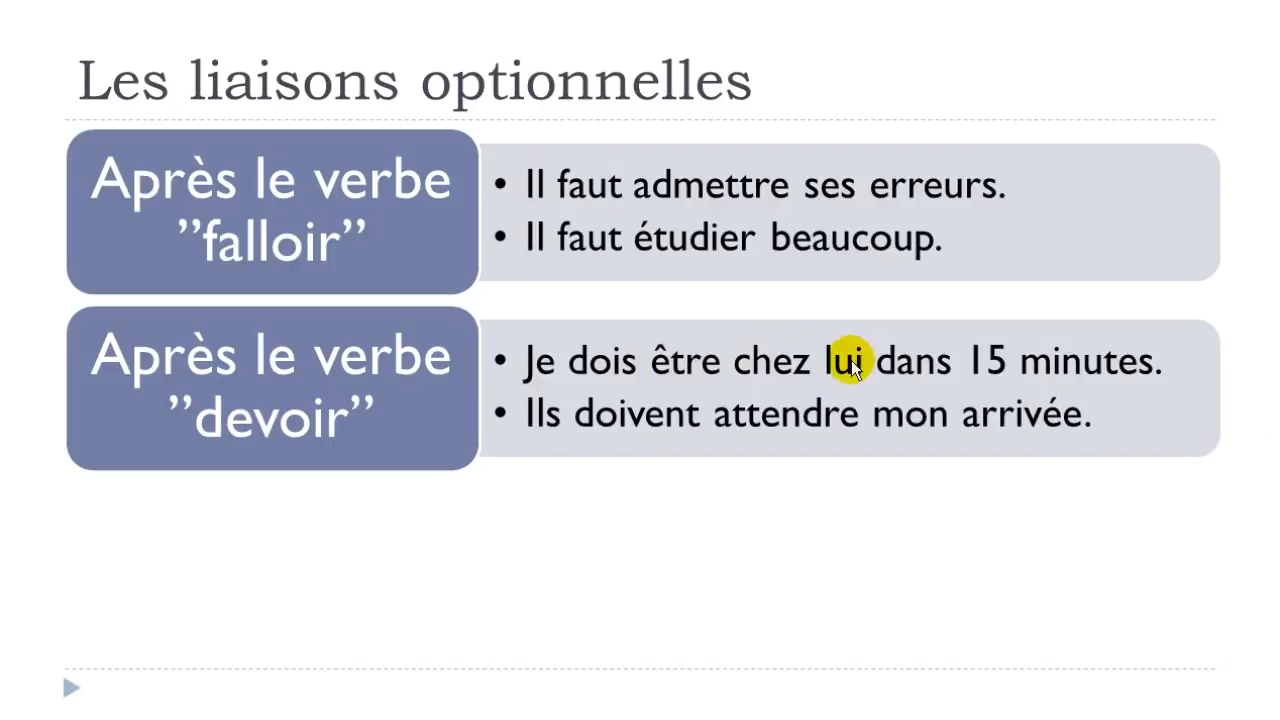 Les liaisons optionnelles
Après le verbe
”falloir”
• Il faut admettre ses erreurs.
• Il faut étudier beaucoup.
Après le verbe
”devoir”
• Je dois être chez lui dans 15 minutes.
• Ils doivent attendre mon arrivée.